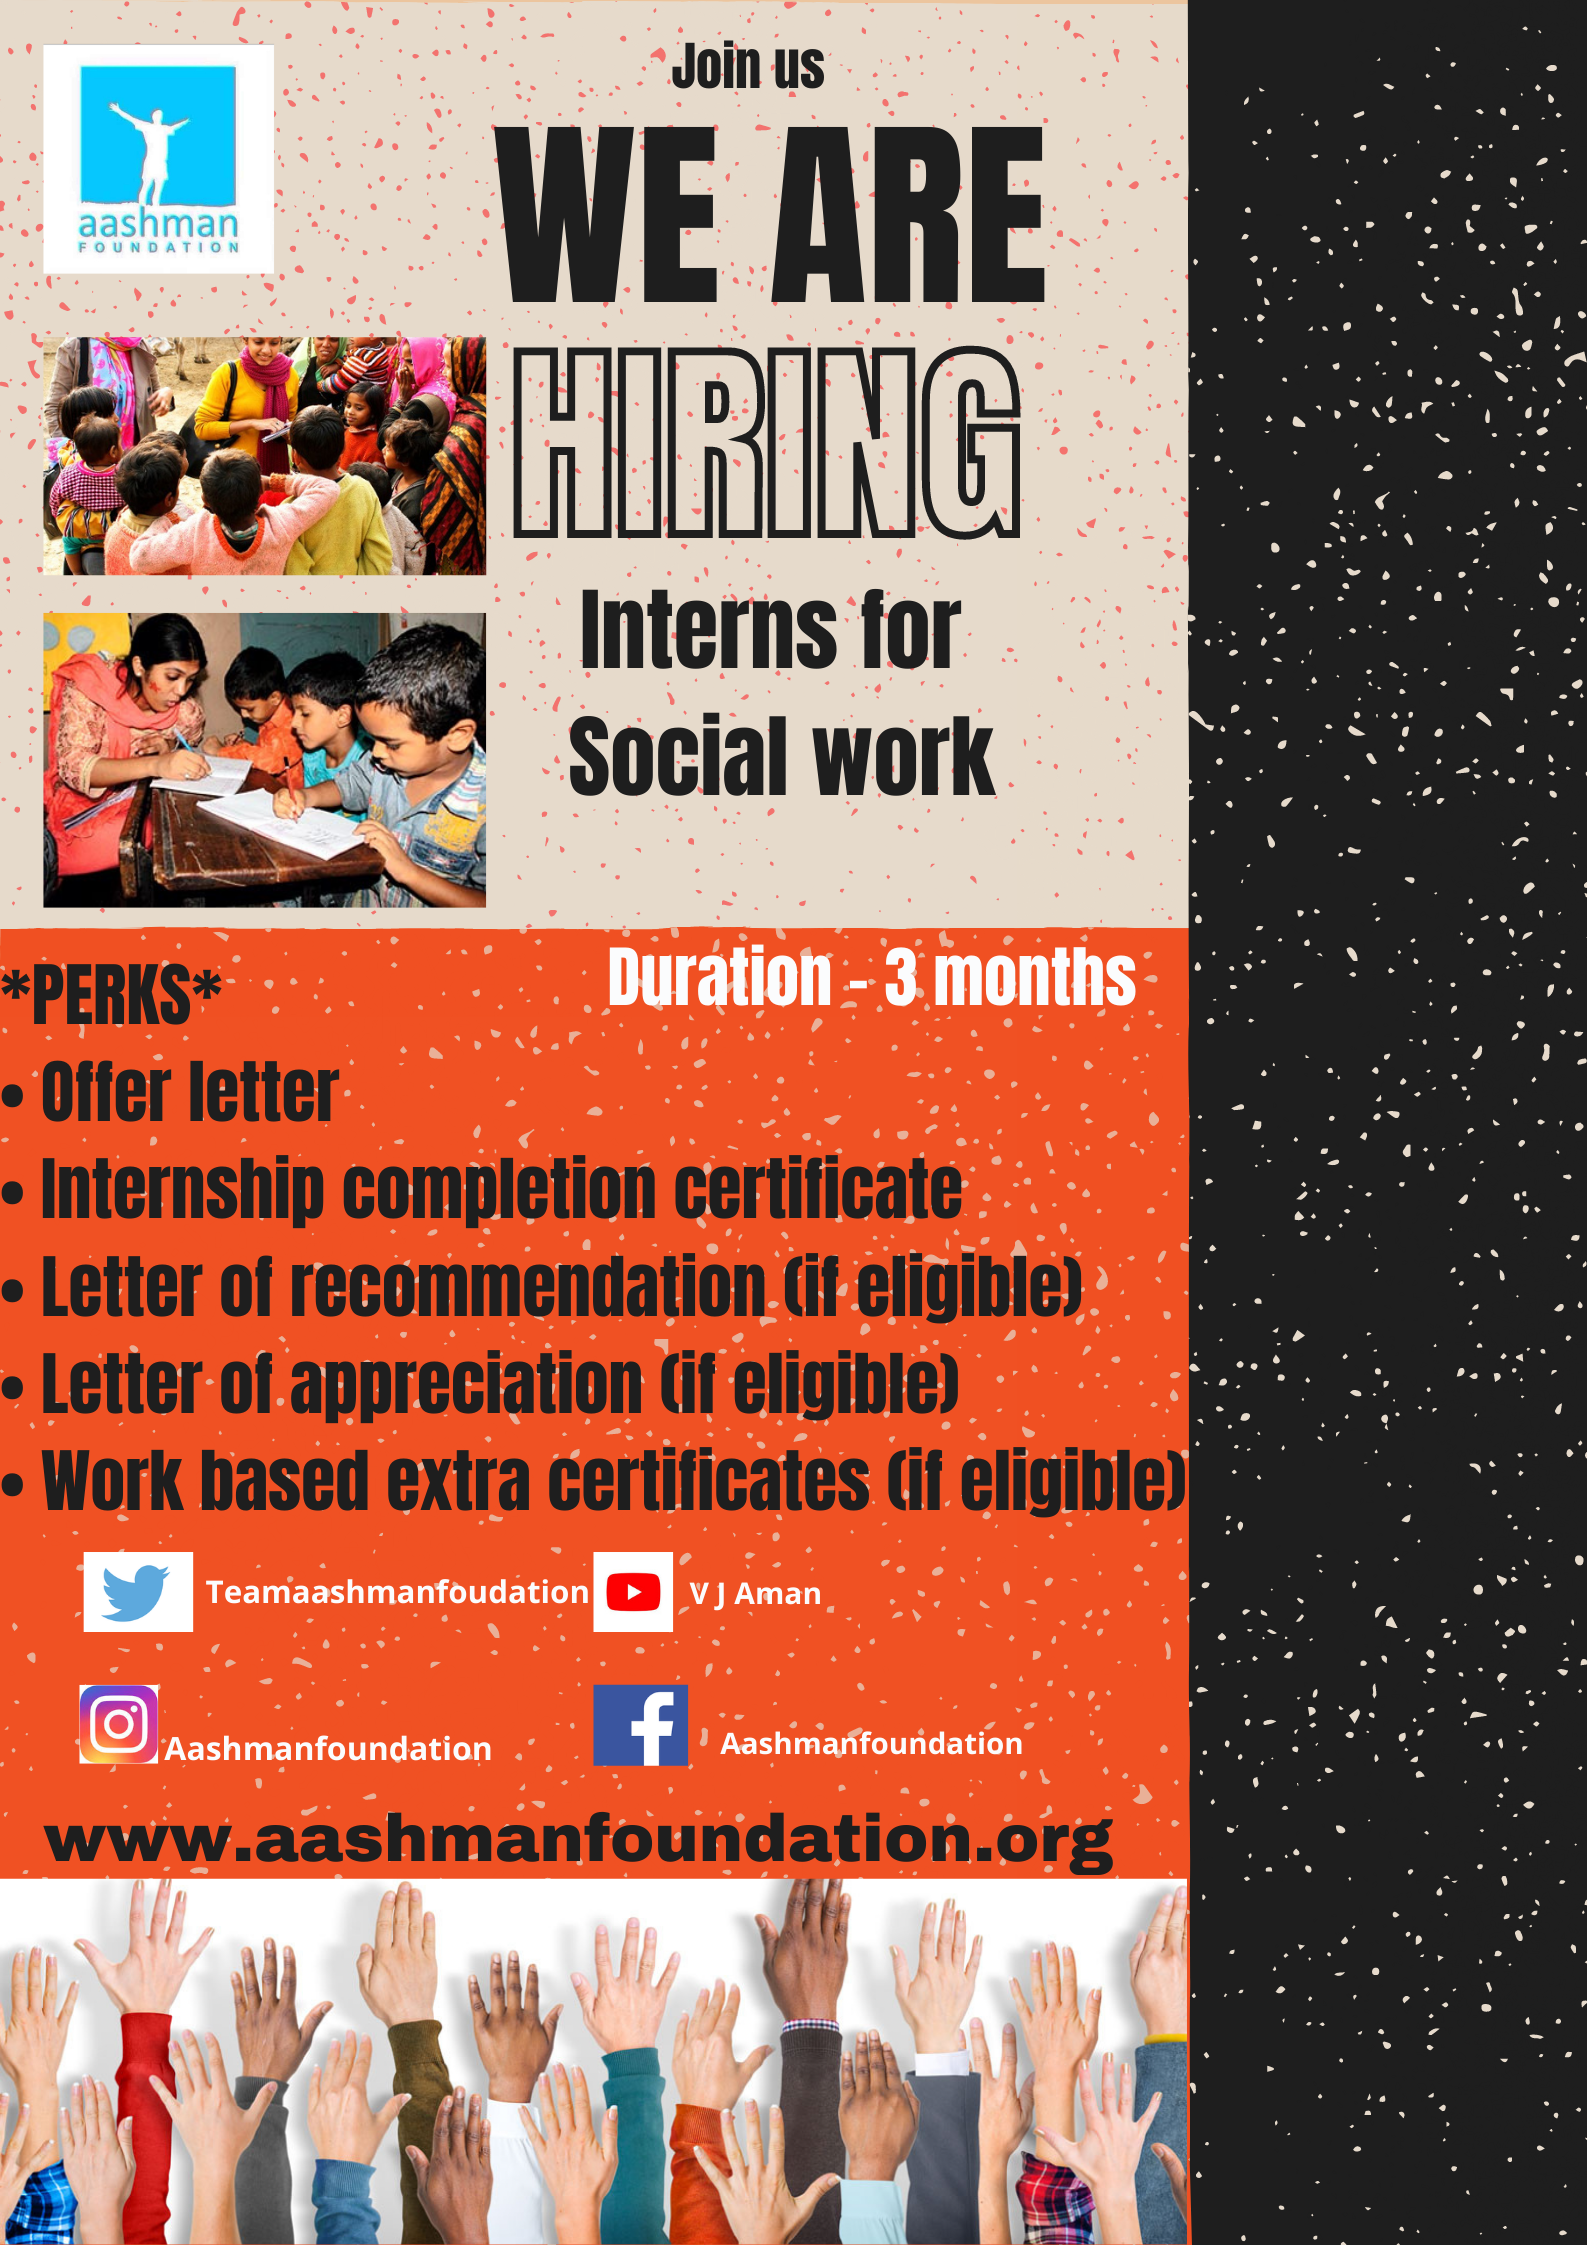 aashman
FOUNDATION
Join us
WE ARE
HIRING
Interns for
Social work
Duration - 3 months
*PERKS*
• Offer letter
• Internship completion certificate
• Letter of recommendation (if eligible)
• Letter of appreciation (if eligible)
• Work based extra certificates (if eligible)
Teamaashmanfoudation
V J Aman
Aashmanfoundation
Aashmanfoundation
www.aashmanfoundation.org